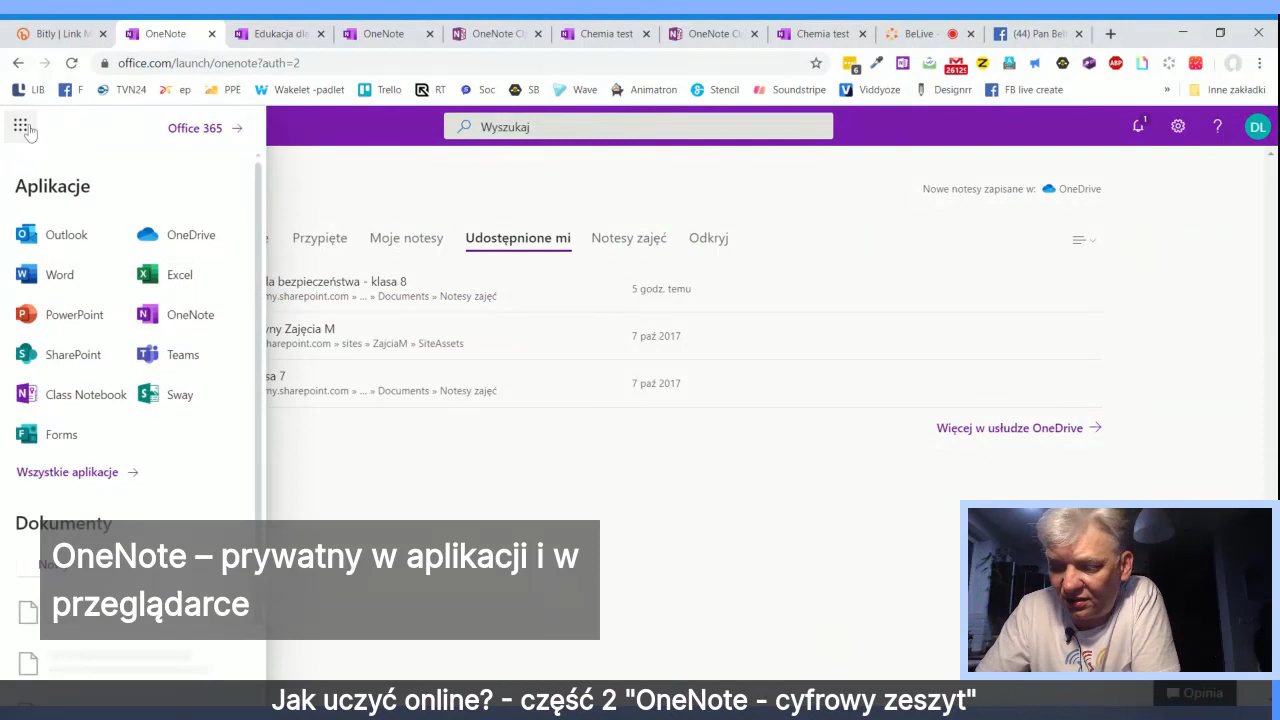 Bitly | Link M
OneNote
Edukacja dla
OneNote
OneNote Cl
Chemia test
OneNote Cl
Chemia test
BeLive -
(44) Pan Bel
office.com/launch/onenote?auth=2
6
26125
ABP
LIB
F
TVN24
ep
PPE
Wakelet -padlet
Trello
RT
Soc
SB
Wave
Animatron
Stencil
Soundstripe
Viddyoze
Designrr
FB live create
»
Inne zakładki
Office 365
Wyszukaj
1
?
DL
Aplikacje
Outlook
OneDrive
Word
Excel
PowerPoint
OneNote
SharePoint
Teams
Class Notebook
Sway
Forms
Wszystkie aplikacje
Dokumenty
Nowe notesy zapisane w: OneDrive
e
Przypięte
Moje notesy
Udostępnione mi
Notesy zajęć
Odkryj
la bezpieczeństwa - klasa 8
my.sharepoint.com » ... » Documents » Notesy zajęć
5 godz. temu
yny Zajęcia M
harepoint.com » sites » ZajciaM » SiteAssets
7 paź 2017
sa 7
my.sharepoint.com » ... » Documents » Notesy zajęć
7 paź 2017
Więcej w usłudze OneDrive
OneNote – prywatny w aplikacji i w
przeglądarce
Opinia
Jak uczyć online? - część 2 "OneNote - cyfrowy zeszyt"